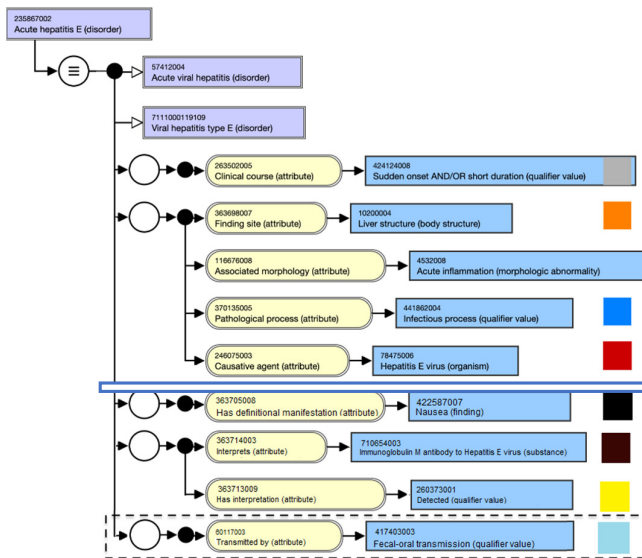 235867002
Acute hepatitis E (disorder)
57412004
Acute viral hepatitis (disorder)
7111000119109
Viral hepatitis type E (disorder)
263502005
Clinical course (attribute)
424124008
Sudden onset AND/OR short duration (qualifier value)
363698007
Finding site (attribute)
10200004
Liver structure (body structure)
116676008
Associated morphology (attribute)
4532008
Acute inflammation (morphologic abnormality)
370135005
Pathological process (attribute)
441862004
Infectious process (qualifier value)
246075003
Causative agent (attribute)
78475006
Hepatitis E virus (organism)
363705008
Has definitional manifestation (attribute)
422587007
Nausea (finding)
363714003
Interprets (attribute)
710654003
Immunoglobulin M antibody to Hepatitis E virus (substance)
363713009
Has interpretation (attribute)
260373001
Detected (qualifier value)
60117003
Transmitted by (attribute)
417403003
Fecal-oral transmission (qualifier value)